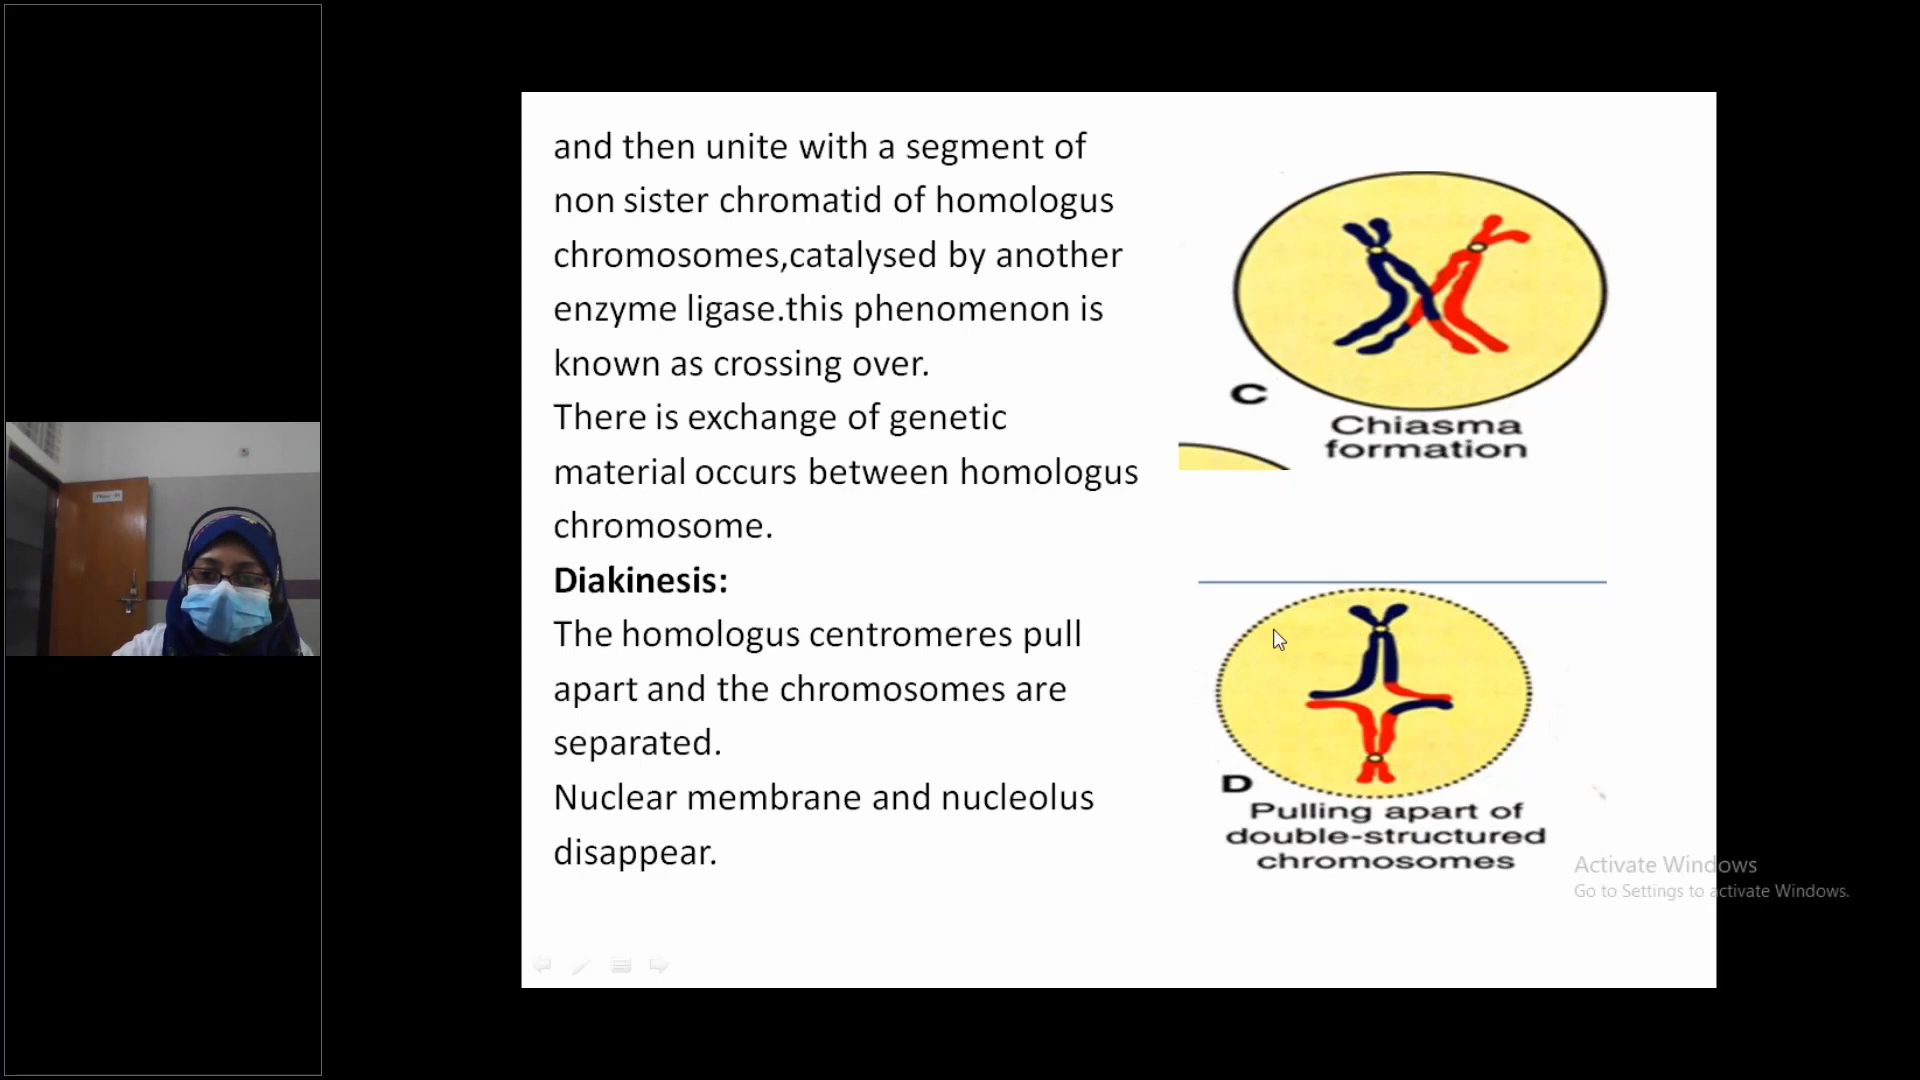 and then unite with a segment of
non sister chromatid of homologus
chromosomes,catalysed by another
enzyme ligase.this phenomenon is
known as crossing over.
There is exchange of genetic
material occurs between homologus
chromosome.
Diakinesis:
The homologus centromeres pull
apart and the chromosomes are
separated.
Nuclear membrane and nucleolus
disappear.
C
Chiasma
formation
D
Pulling apart of
double-structured
chromosomes
Activate Windows
Go to Settings to activate Windows.